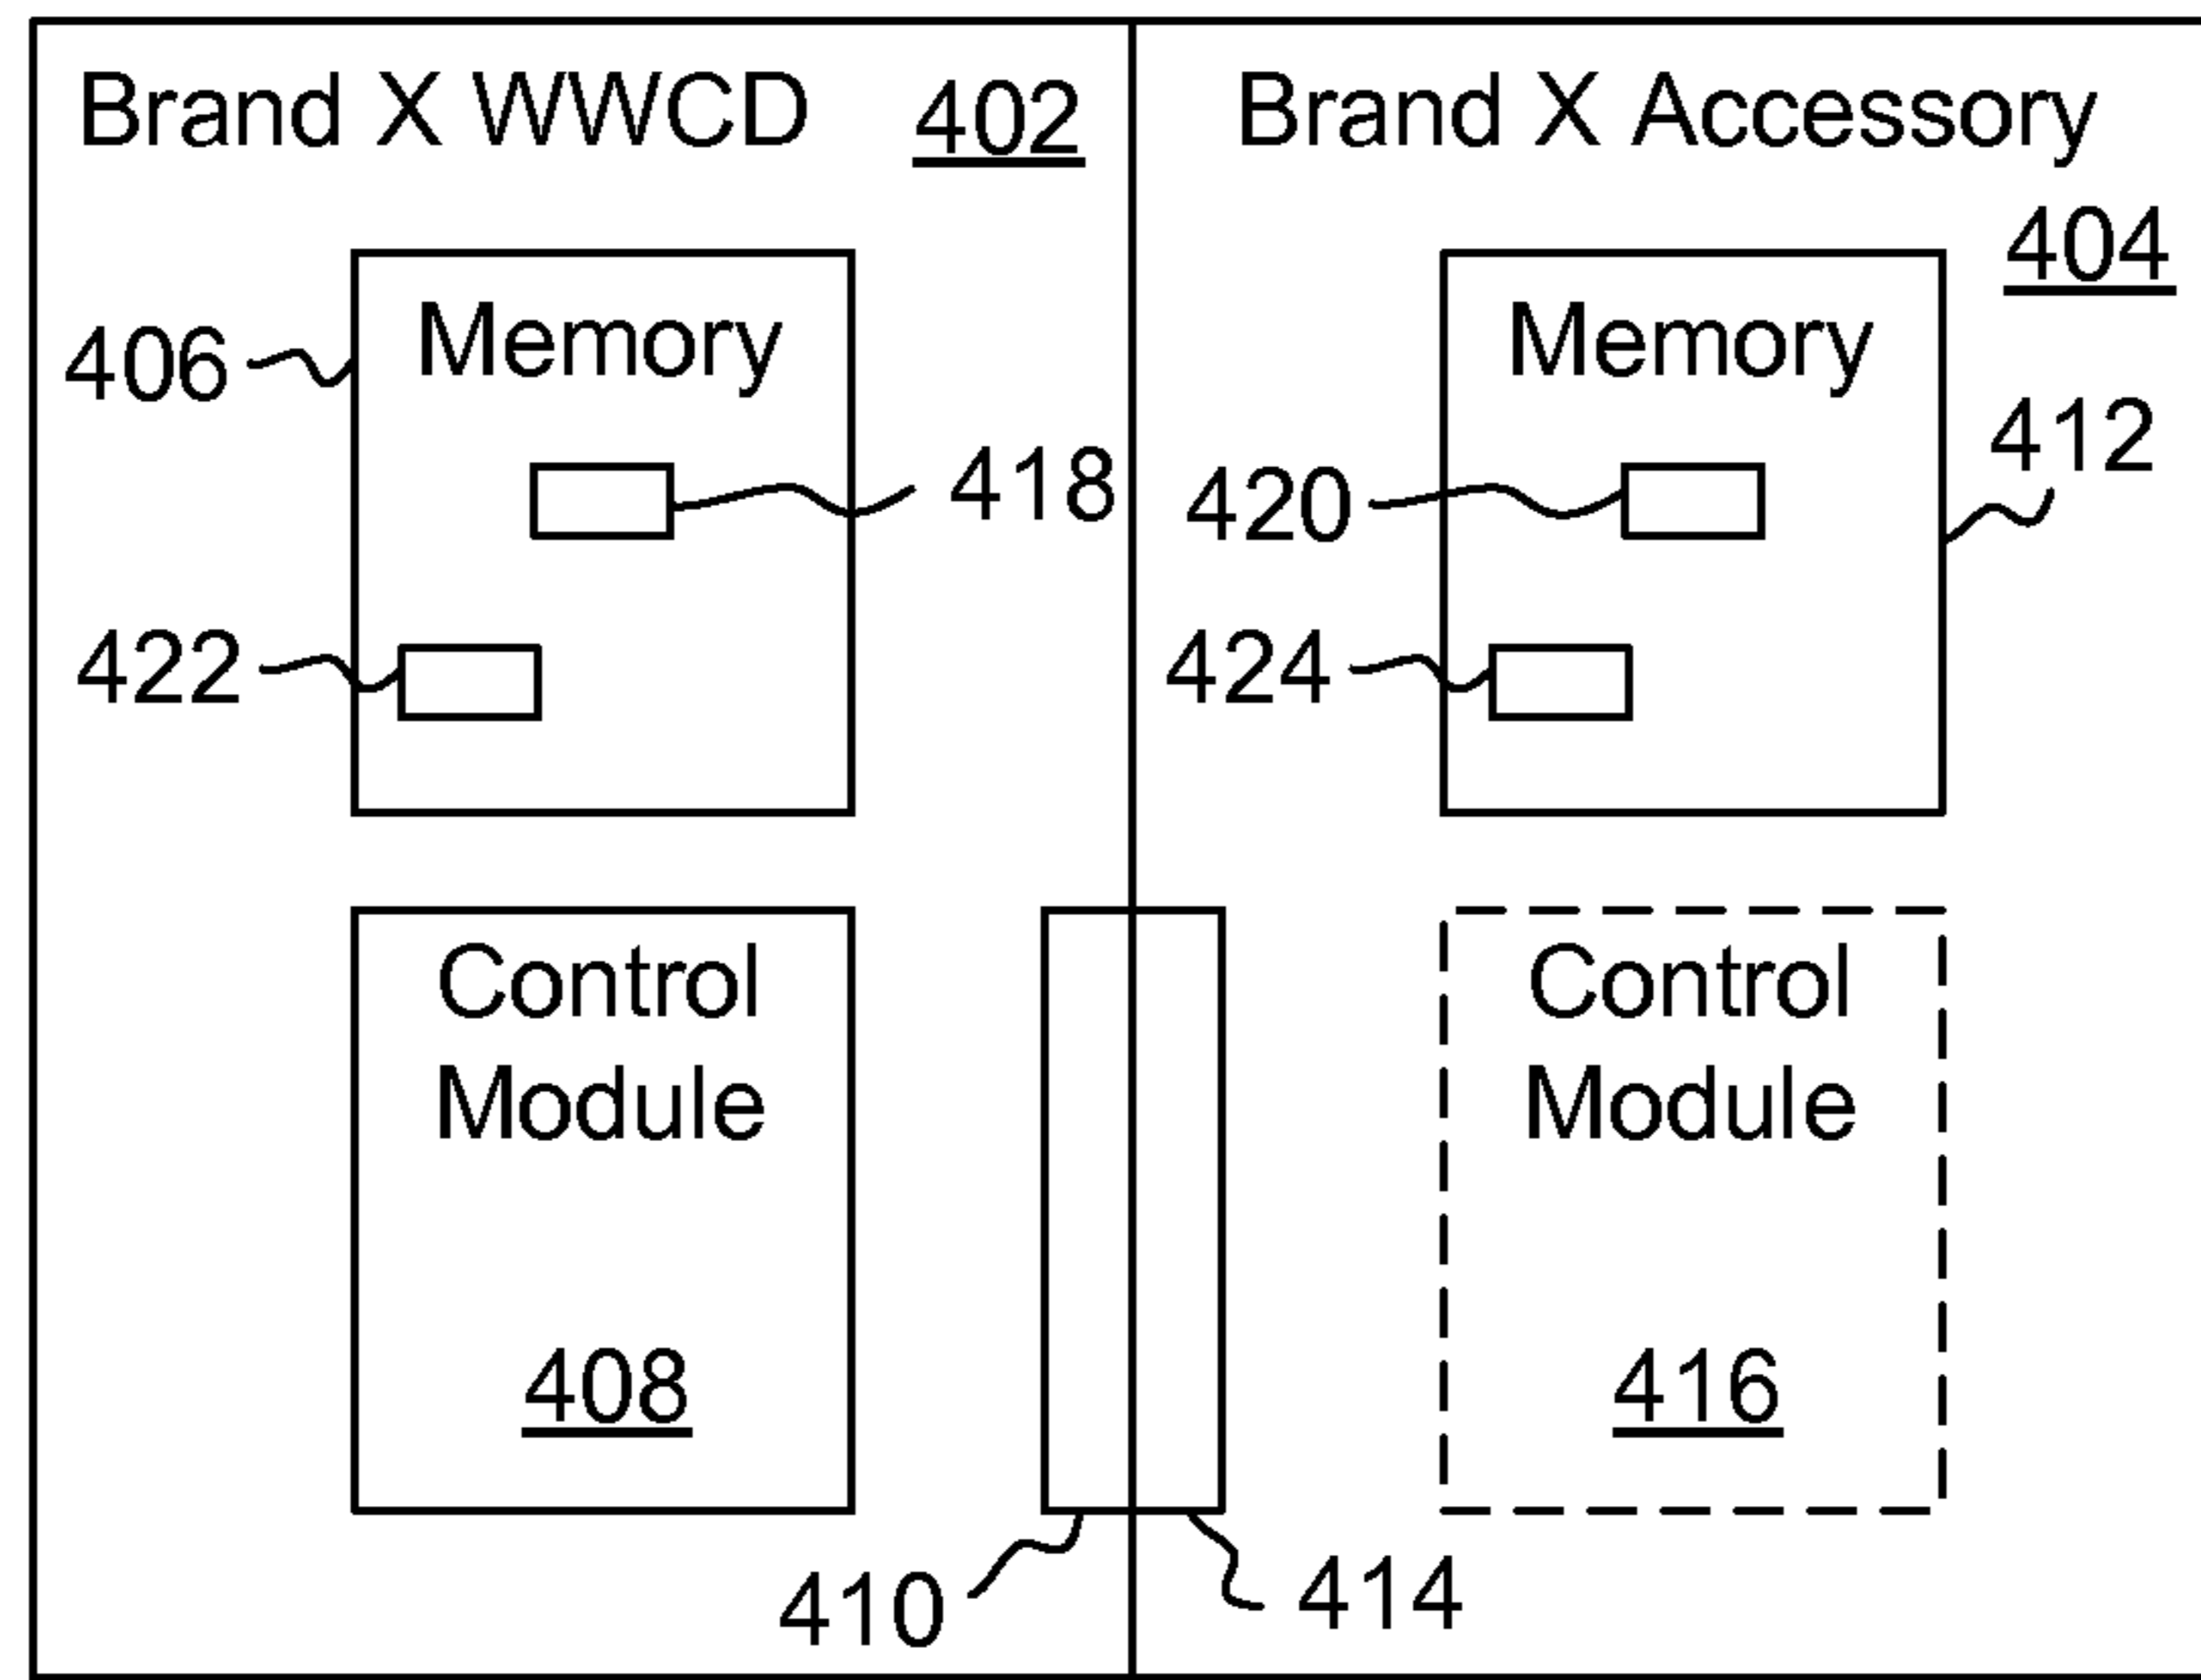 Brand X WWCD 402
Brand X Accessory
404
406
Memory
418
422
Memory
412
420
424
Control
Module
408
Control
Module
416
410
414